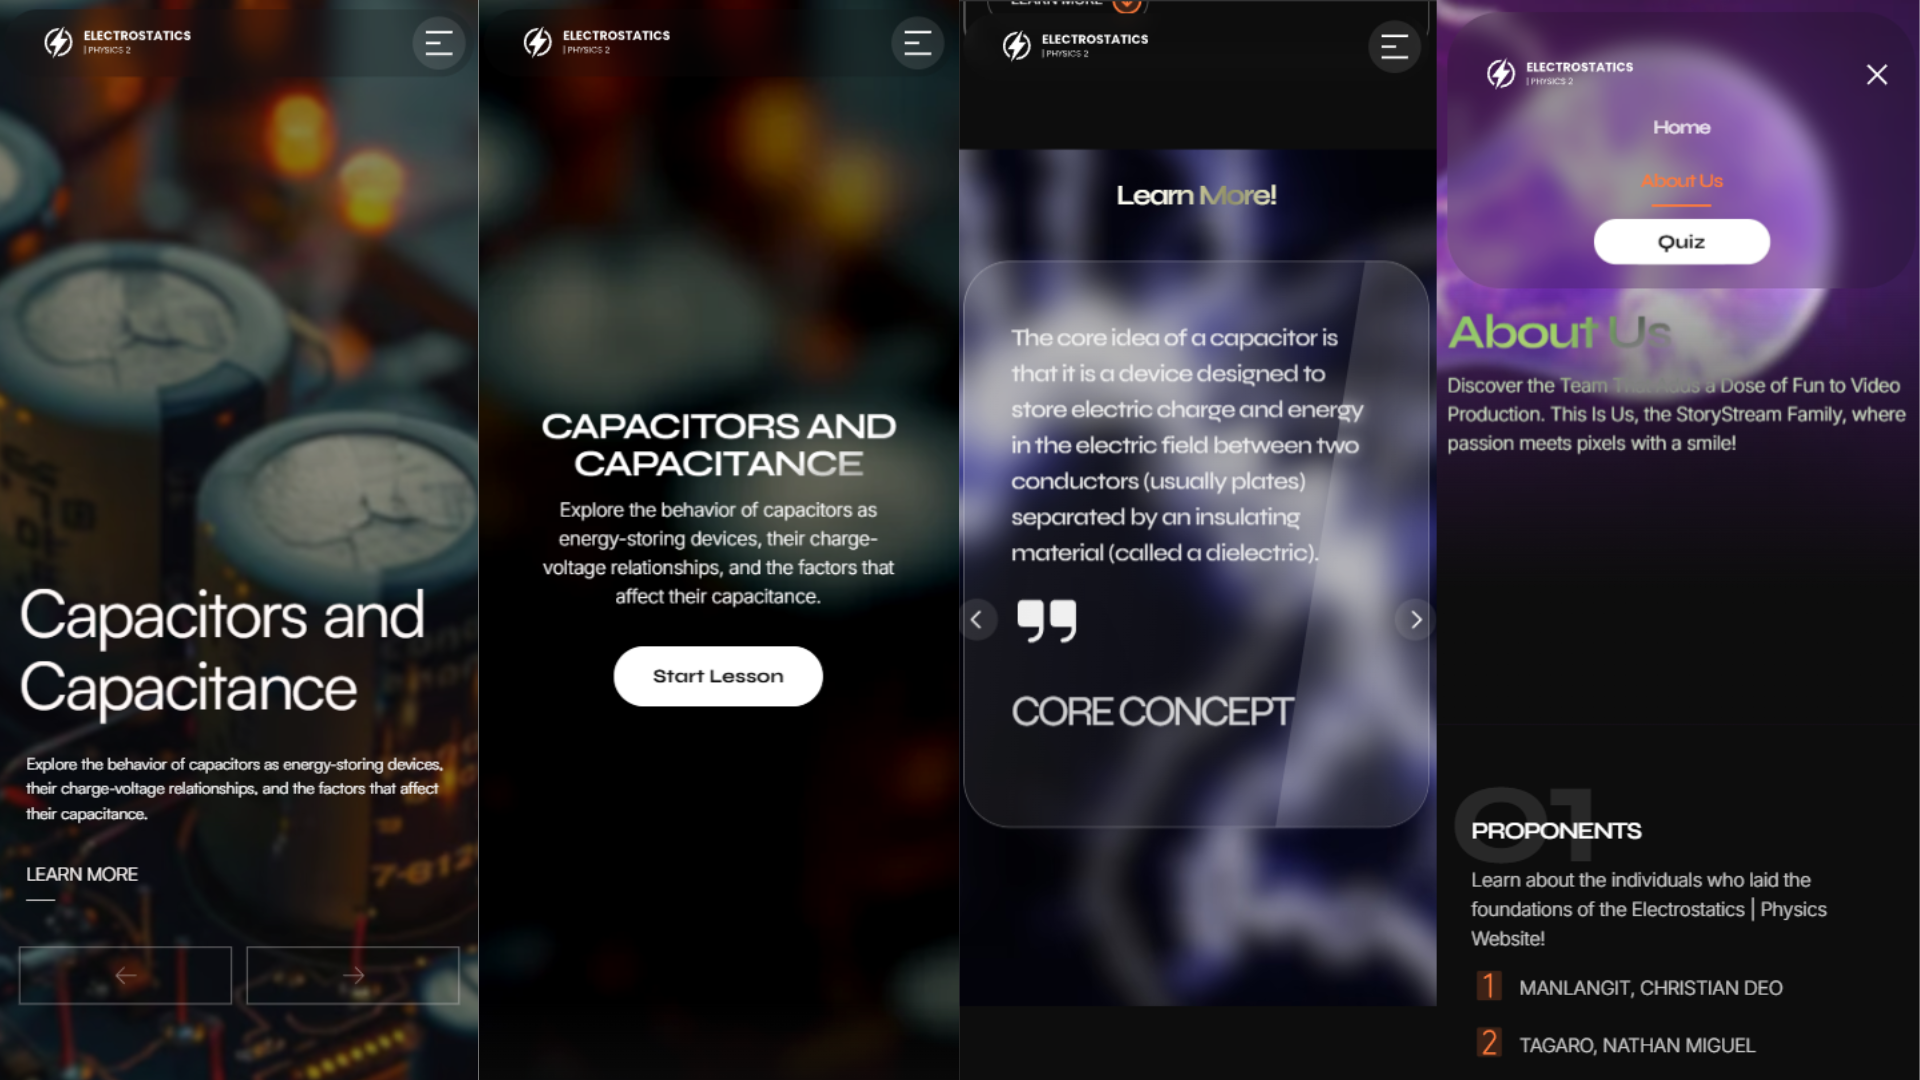 ELECTROSTATICS
| PHYSICS 2
Capacitors and
Capacitance
Explore the behavior of capacitors as energy-storing devices,
their charge-voltage relationships, and the factors that affect
their capacitance.
LEARN MORE
ELECTROSTATICS
| PHYSICS 2
CAPACITORS AND
CAPACITANCE
Explore the behavior of capacitors as
energy-storing devices, their charge-
voltage relationships, and the factors that
affect their capacitance.
Start Lesson
LEARN MORE
ELECTROSTATICS
| PHYSICS 2
Learn More!
The core idea of a capacitor is
that it is a device designed to
store electric charge and energy
in the electric field between two
conductors (usually plates)
separated by an insulating
material (called a dielectric).
CORE CONCEPT
ELECTROSTATICS
| PHYSICS 2
Home
About Us
Quiz
About Us
Discover the Team That Adds a Dose of Fun to Video
Production. This Is Us, the StoryStream Family, where
passion meets pixels with a smile!
01
PROPONENTS
Learn about the individuals who laid the
foundations of the Electrostatics | Physics
Website!
1 MANLANGIT, CHRISTIAN DEO
2 TAGARO, NATHAN MIGUEL